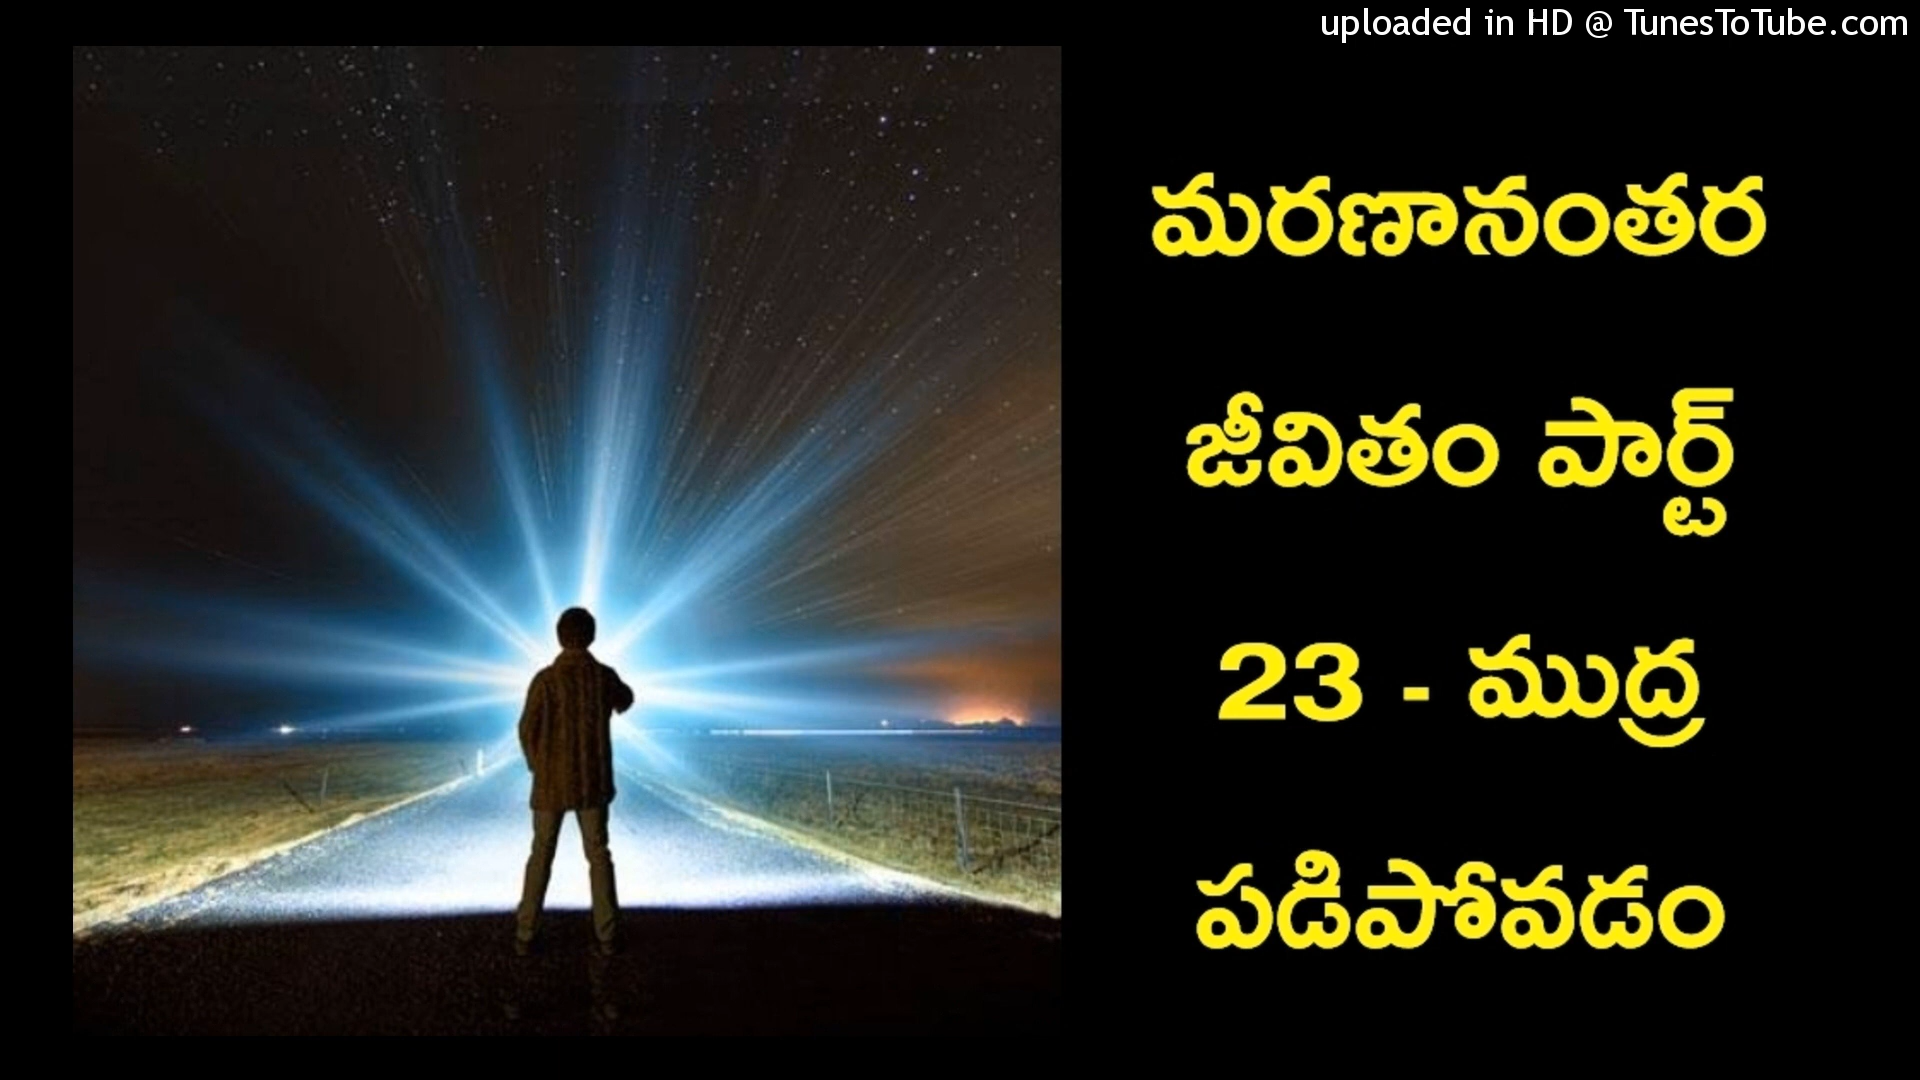 uploaded in HD @ TunesToTube.com
మరణానంతర
జీవితం పార్ట్
23 - ముద్ర
పడిపోవడం